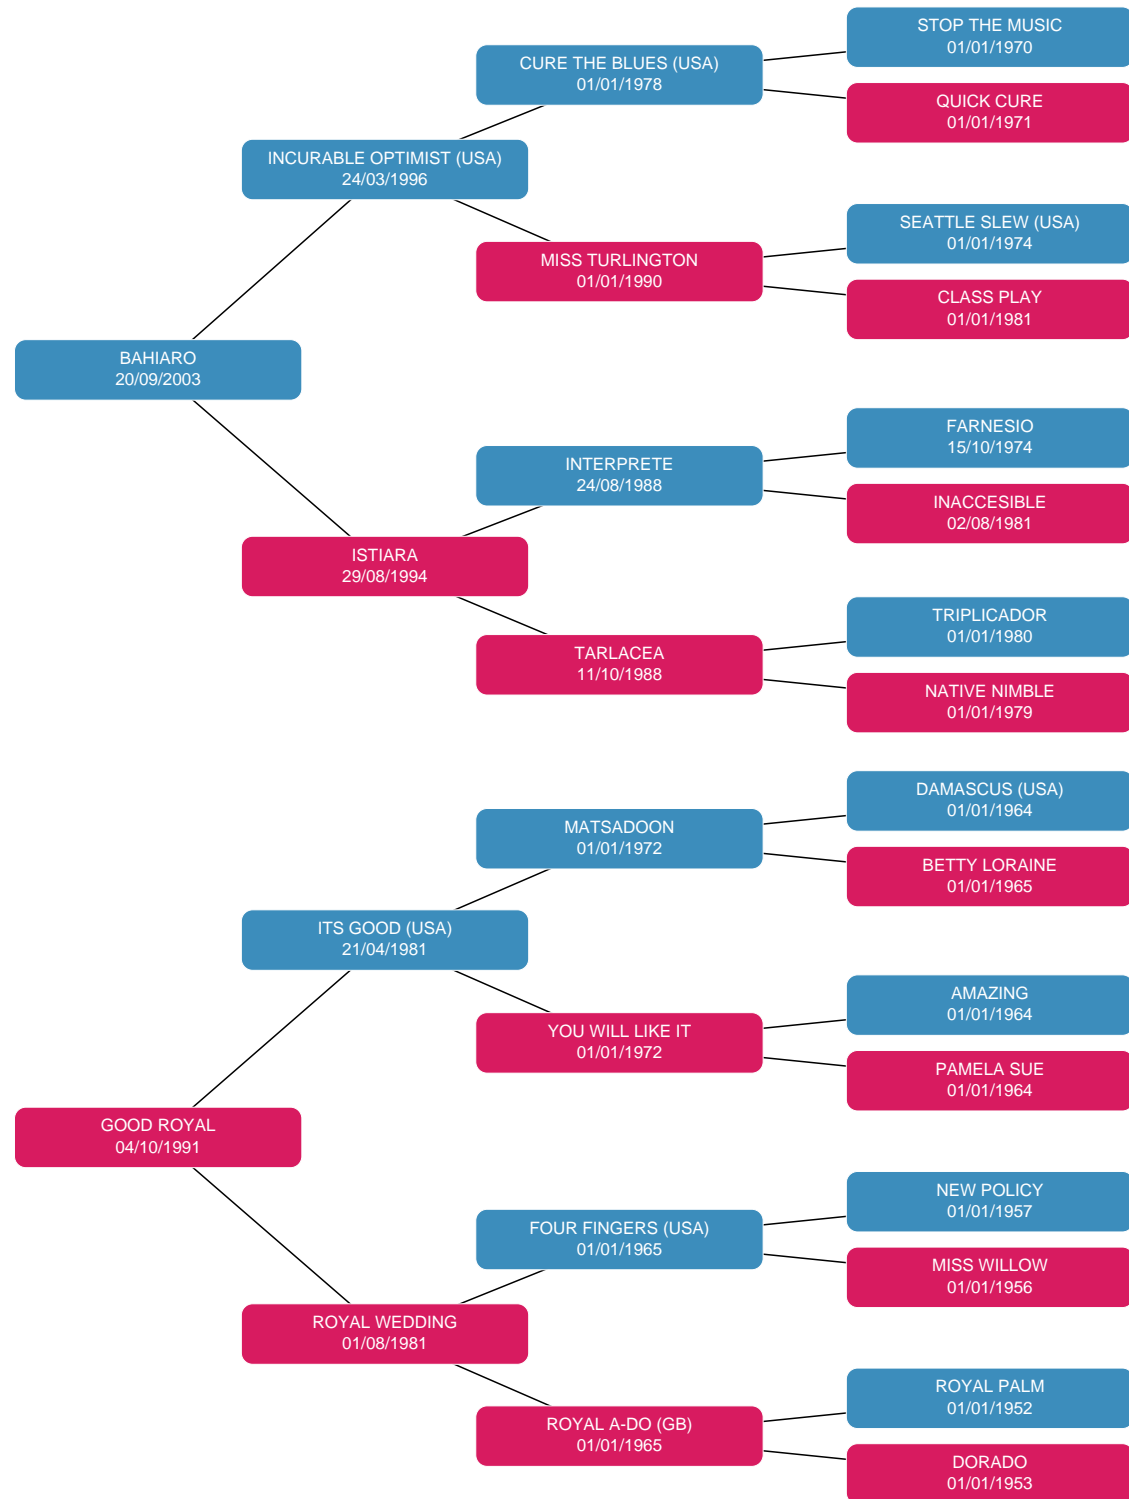 STOP THE MUSIC
01/01/1970
CURE THE BLUES (USA)
01/01/1978
QUICK CURE
01/01/1971
INCURABLE OPTIMIST (USA)
24/03/1996
SEATTLE SLEW (USA)
01/01/1974
MISS TURLINGTON
01/01/1990
CLASS PLAY
01/01/1981
BAHIARO
20/09/2003
FARNESIO
15/10/1974
INTERPRETE
24/08/1988
INACCESIBLE
02/08/1981
ISTIARA
29/08/1994
TRIPLICADOR
01/01/1980
TARLACEA
11/10/1988
NATIVE NIMBLE
01/01/1979
DAMASCUS (USA)
01/01/1964
MATSADOON
01/01/1972
BETTY LORAINE
01/01/1965
ITS GOOD (USA)
21/04/1981
AMAZING
01/01/1964
YOU WILL LIKE IT
01/01/1972
PAMELA SUE
01/01/1964
GOOD ROYAL
04/10/1991
NEW POLICY
01/01/1957
FOUR FINGERS (USA)
01/01/1965
MISS WILLOW
01/01/1956
ROYAL WEDDING
01/08/1981
ROYAL PALM
01/01/1952
ROYAL A-DO (GB)
01/01/1965
DORADO
01/01/1953